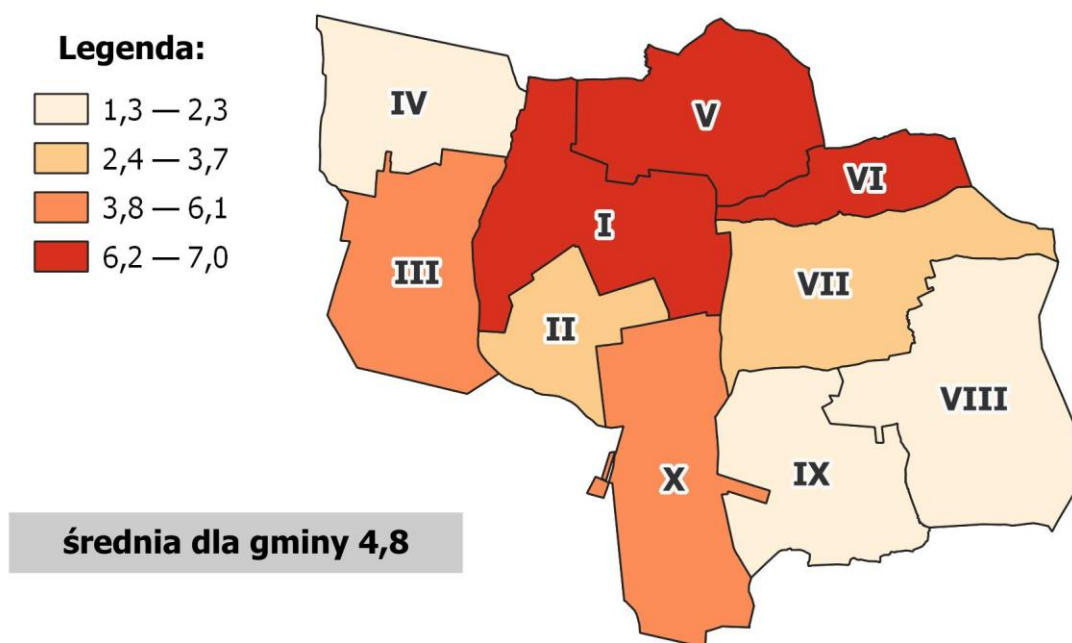 Legenda:
1,3 — 2,3
2,4 — 3,7
3,8 — 6,1
6,2 — 7,0
IV
V
VI
I
III
VII
II
VIII
IX
X
średnia dla gminy 4,8